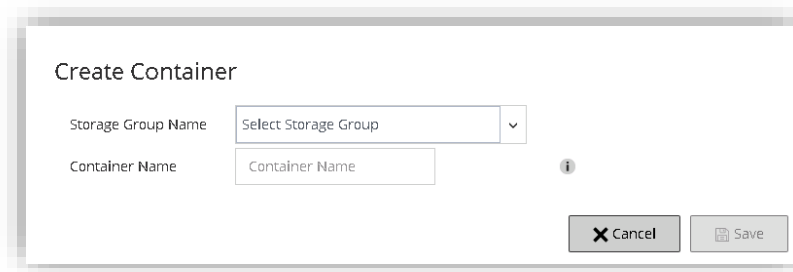 Create Container
Storage Group Name Select Storage Group
Container Name Container Name
Cancel Save